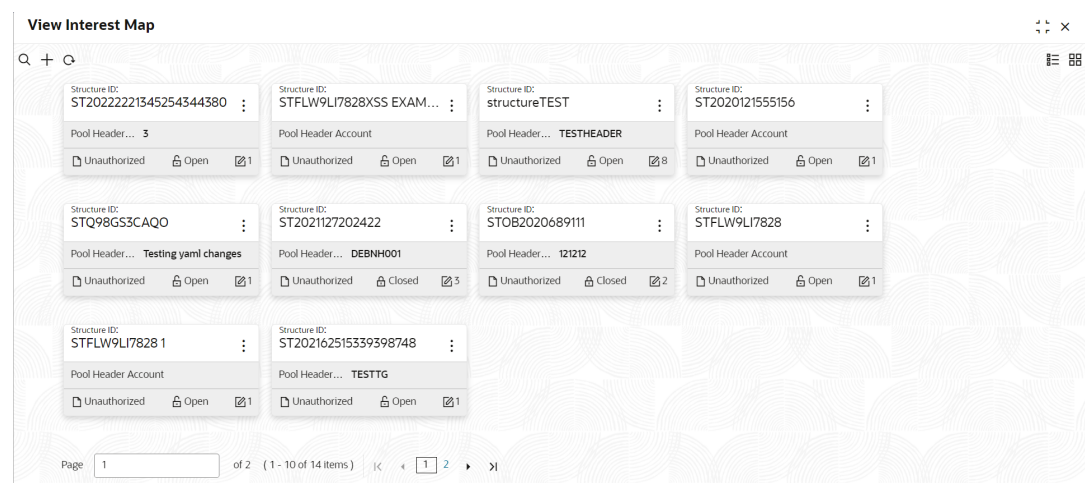 View Interest Map
Structure ID:
ST20222221345254344380
Pool Header... 3
Unauthorized Open 1
Structure ID:
STFLW9LI7828XSS EXAM...
Pool Header Account
Unauthorized Open 1
Structure ID:
structureTEST
Pool Header... TESTHEADER
Unauthorized Open 8
Structure ID:
ST2020121555156
Pool Header Account
Unauthorized Open 1
Structure ID:
STQ98GS3CAQO
Pool Header... Testing yaml changes
Unauthorized Open 1
Structure ID:
ST2021127202422
Pool Header... DEBNH001
Unauthorized Closed 3
Structure ID:
STOB2020689111
Pool Header... 121212
Unauthorized Closed 2
Structure ID:
STFLW9LI7828
Pool Header Account
Unauthorized Open 1
Structure ID:
STFLW9LI7828 1
Pool Header Account
Unauthorized Open 1
Structure ID:
ST202162515339398748
Pool Header... TESTTG
Unauthorized Open 1
Page 1 of 2 (1 - 10 of 14 items) 1 2